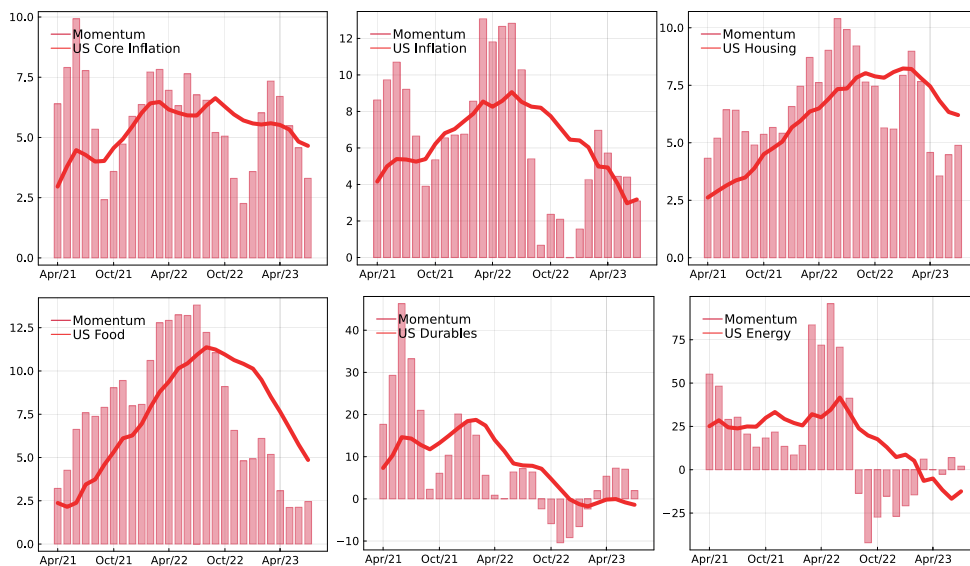 10.0
7.5
5.0
2.5
0.0
Momentum
US Core Inflation
Apr/21 Oct/21 Apr/22 Oct/22 Apr/23
12
10
8
6
4
2
0
Momentum
US Inflation
Apr/21 Oct/21 Apr/22 Oct/22 Apr/23
10.0
7.5
5.0
2.5
0.0
Momentum
US Housing
Apr/21 Oct/21 Apr/22 Oct/22 Apr/23
12.5
10.0
7.5
5.0
2.5
0.0
Momentum
US Food
Apr/21 Oct/21 Apr/22 Oct/22 Apr/23
40
30
20
10
0
−10
Momentum
US Durables
Apr/21 Oct/21 Apr/22 Oct/22 Apr/23
75
50
25
0
−25
Momentum
US Energy
Apr/21 Oct/21 Apr/22 Oct/22 Apr/23